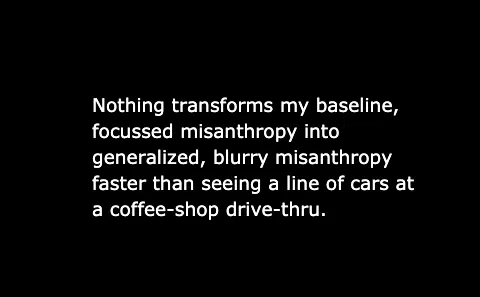 Nothing transforms my baseline,
focussed misanthropy into
generalized, blurry misanthropy
faster than seeing a line of cars at
a coffee-shop drive-thru.